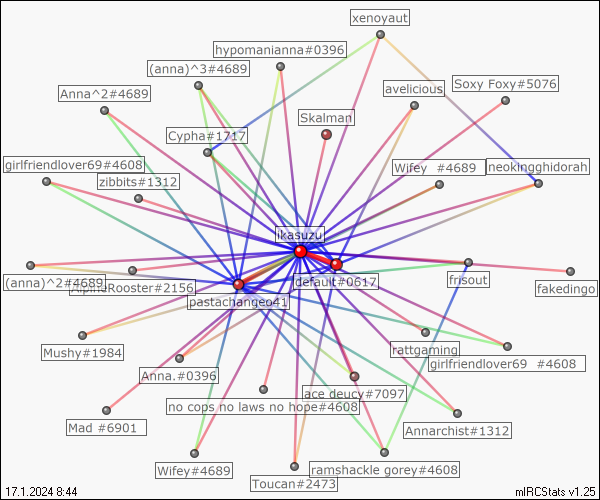 xenoyaut
hypomanianna#0396
(anna)^3#4689
avelicious
Soxy Foxy#5076
Anna^2#4689
Skalman
Cypha#1717
girlfriendlover69#4608
zibbits#1312
Wifey #4689
neokingghidorah
ikasuzu
(anna)^2#4689
AlpineRooster#2156
default#0617
frisout
fakedingo
pastachangeo41
Mushy#1984
rattgaming
girlfriendlover69 #4608
Anna.#0396
ace deucy#7097
no cops no laws no hope#4608
Mad #6901
Annarchist#1312
Wifey#4689
ramshackle gorey#4608
Toucan#2473
17.1.2024 8:44
mIRCStats v1.25